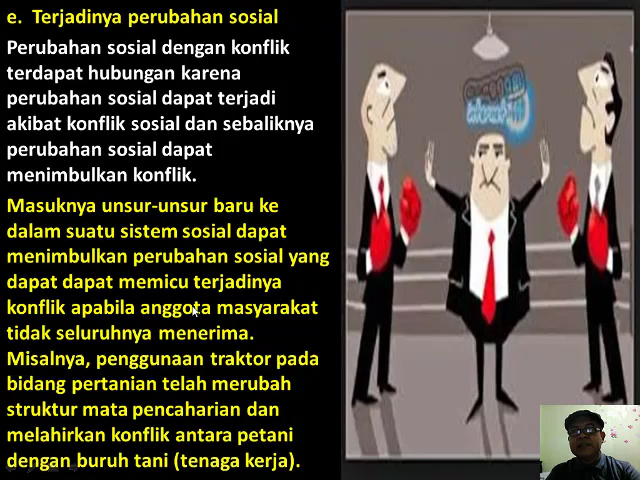 e. Terjadinya perubahan sosial
Perubahan sosial dengan konflik
terdapat hubungan karena
perubahan sosial dapat terjadi
akibat konflik sosial dan sebaliknya
perubahan sosial dapat
menimbulkan konflik.
Masuknya unsur-unsur baru ke
dalam suatu sistem sosial dapat
menimbulkan perubahan sosial yang
dapat dapat memicu terjadinya
konflik apabila anggota masyarakat
tidak seluruhnya menerima.
Misalnya, penggunaan traktor pada
bidang pertanian telah merubah
struktur mata pencaharian dan
melahirkan konflik antara petani
dengan buruh tani (tenaga kerja).